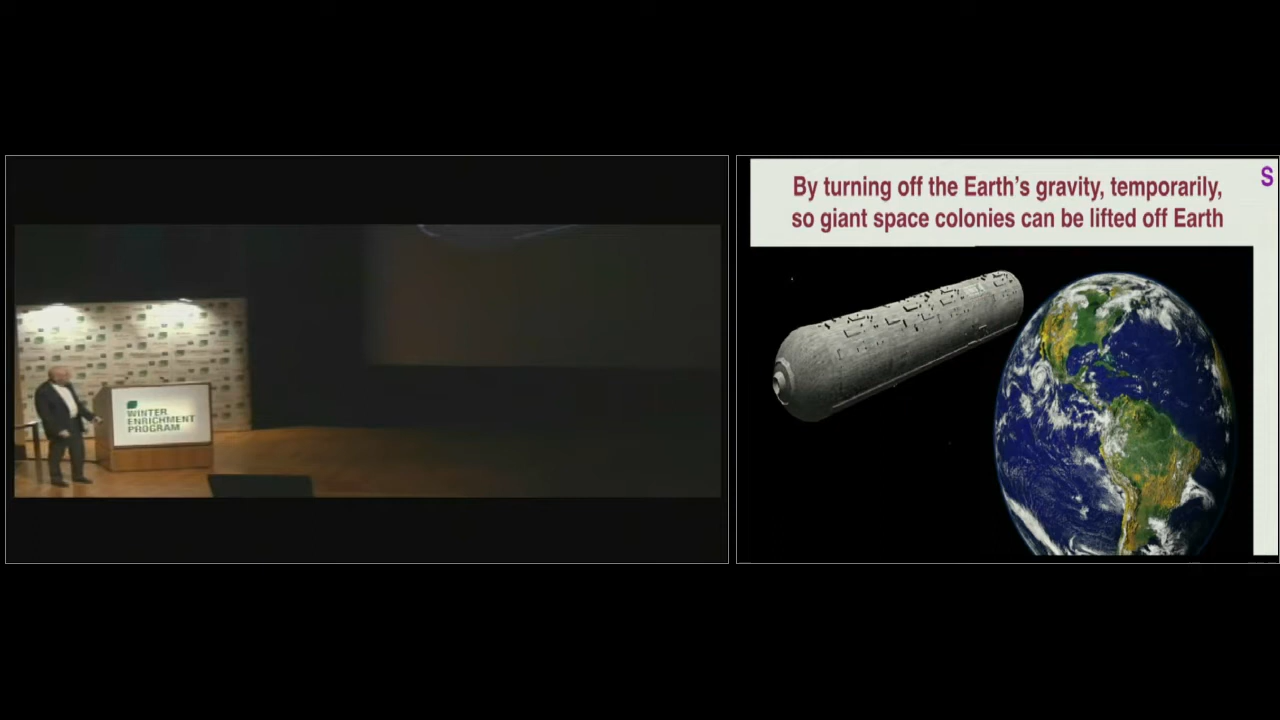 By turning off the Earth's gravity, temporarily,
so giant space colonies can be lifted off Earth
S
WINTER
ENRICHMENT
PROGRAM